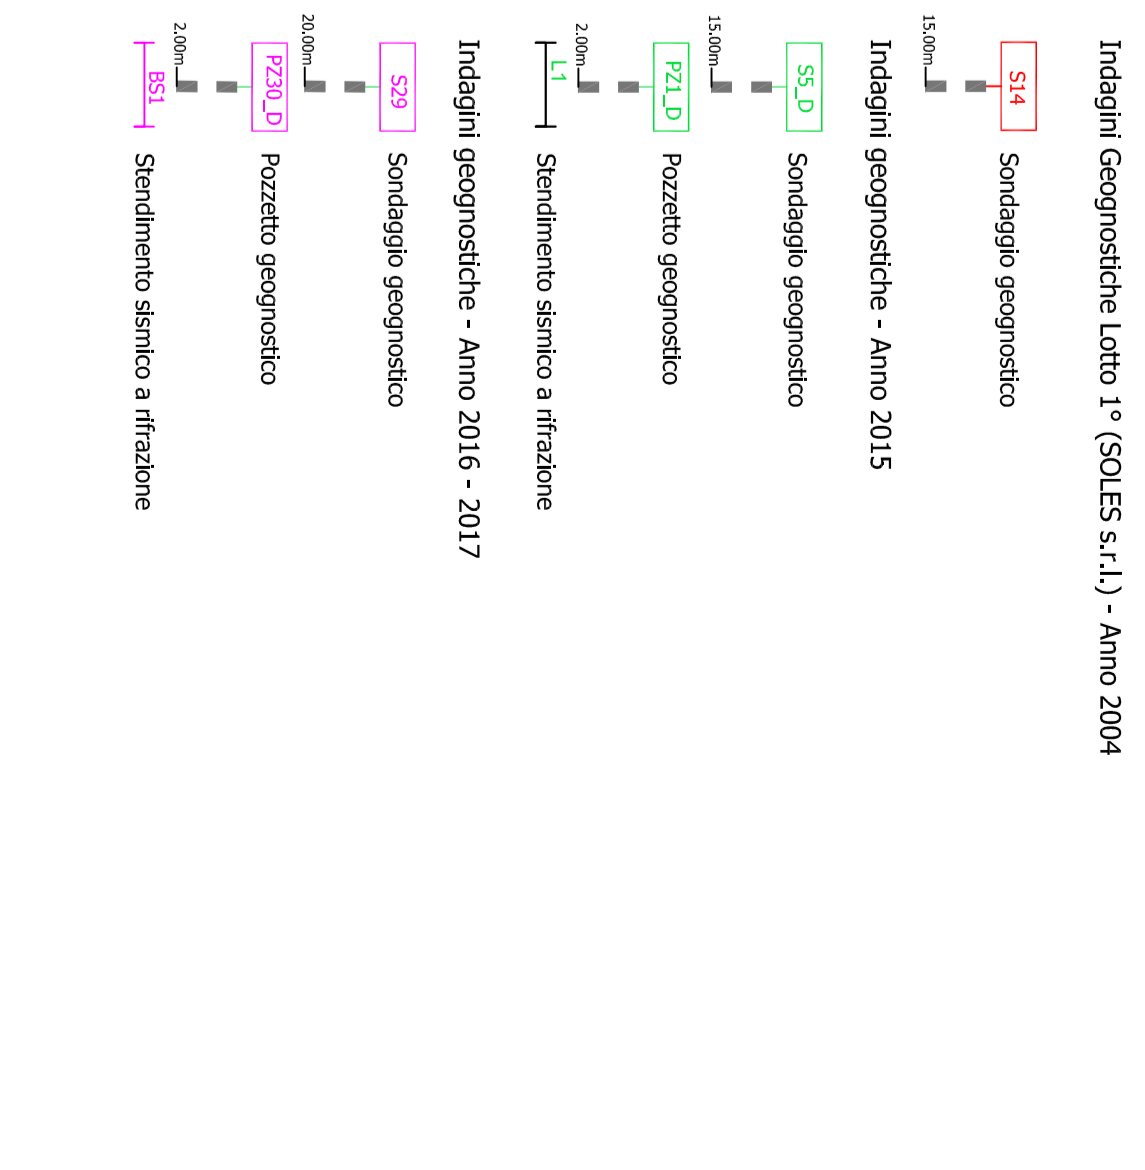 Indagini Geognostiche Lotto 1° (SOLES s.r.l.) - Anno 2004
S14
Sondaggio geognostico
15.00m
Indagini geognostiche - Anno 2015
S5_D
Sondaggio geognostico
15.00m
PZ1_D
Pozzetto geognostico
2.00m
L1
Stendimento sismico a rifrazione
Indagini geognostiche - Anno 2016 - 2017
S29
Sondaggio geognostico
20.00m
PZ30_D
Pozzetto geognostico
2.00m
BS1
Stendimento sismico a rifrazione